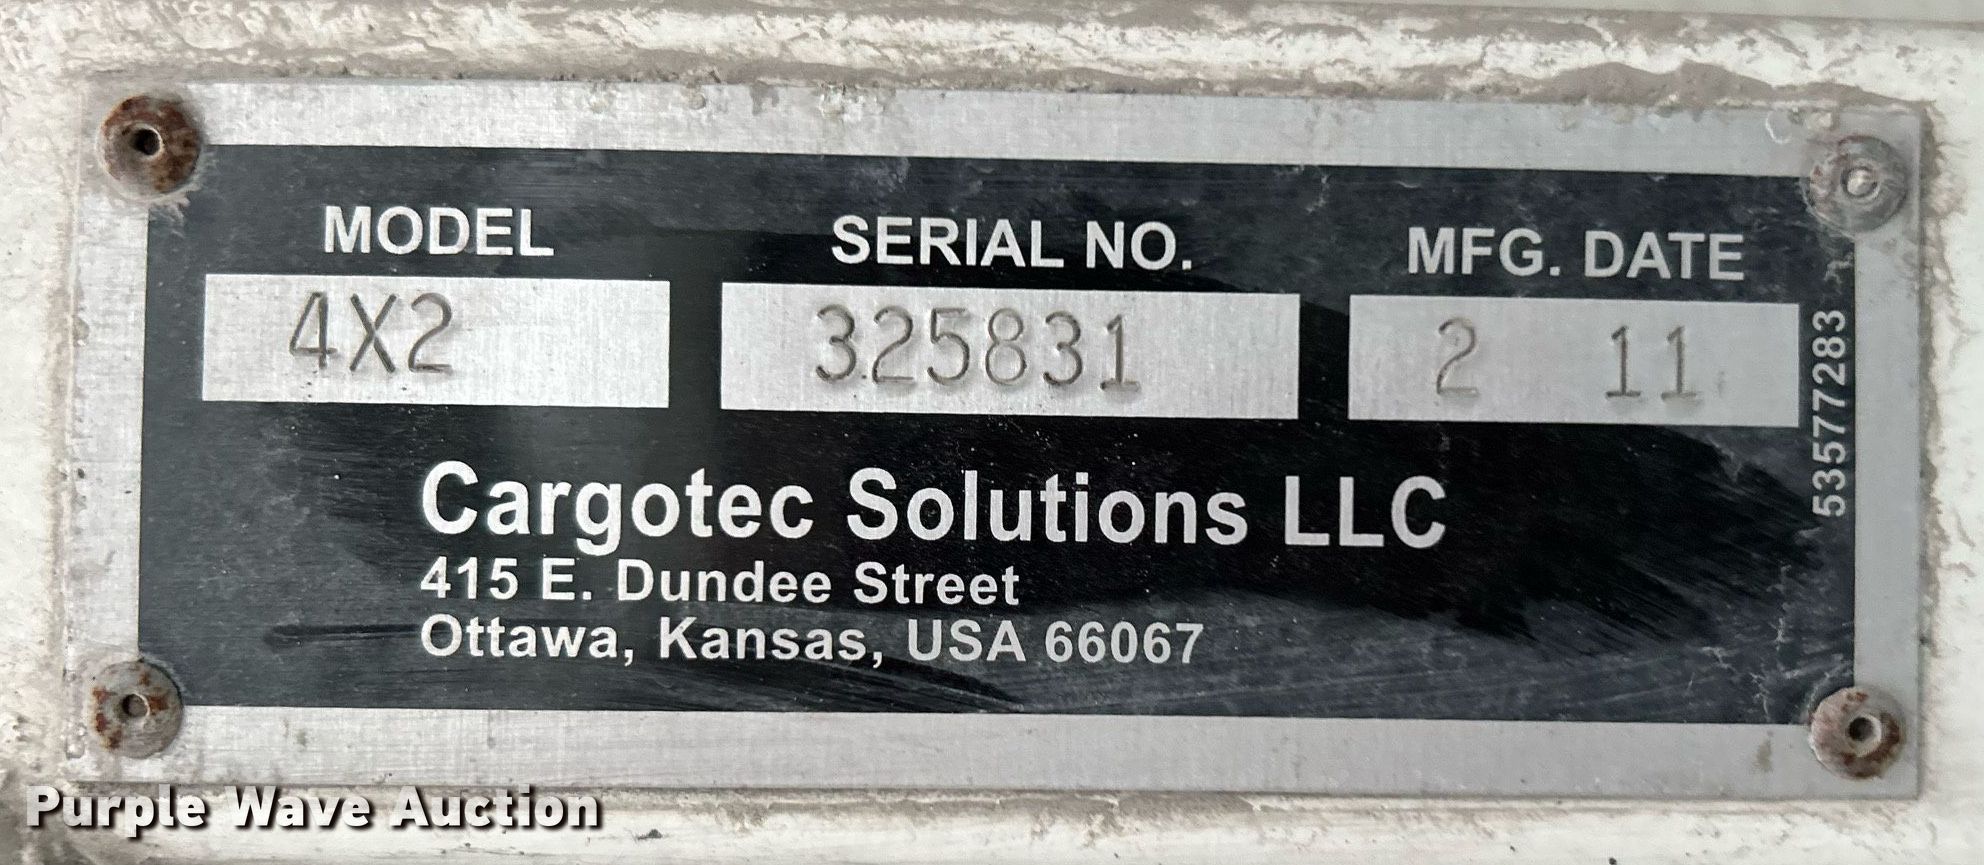 MODEL SERIAL NO. MFG. DATE
4X2 325831 2 11
53577283
Cargotec Solutions LLC
415 E. Dundee Street
Ottawa, Kansas, USA 66067
Purple Wave Auction